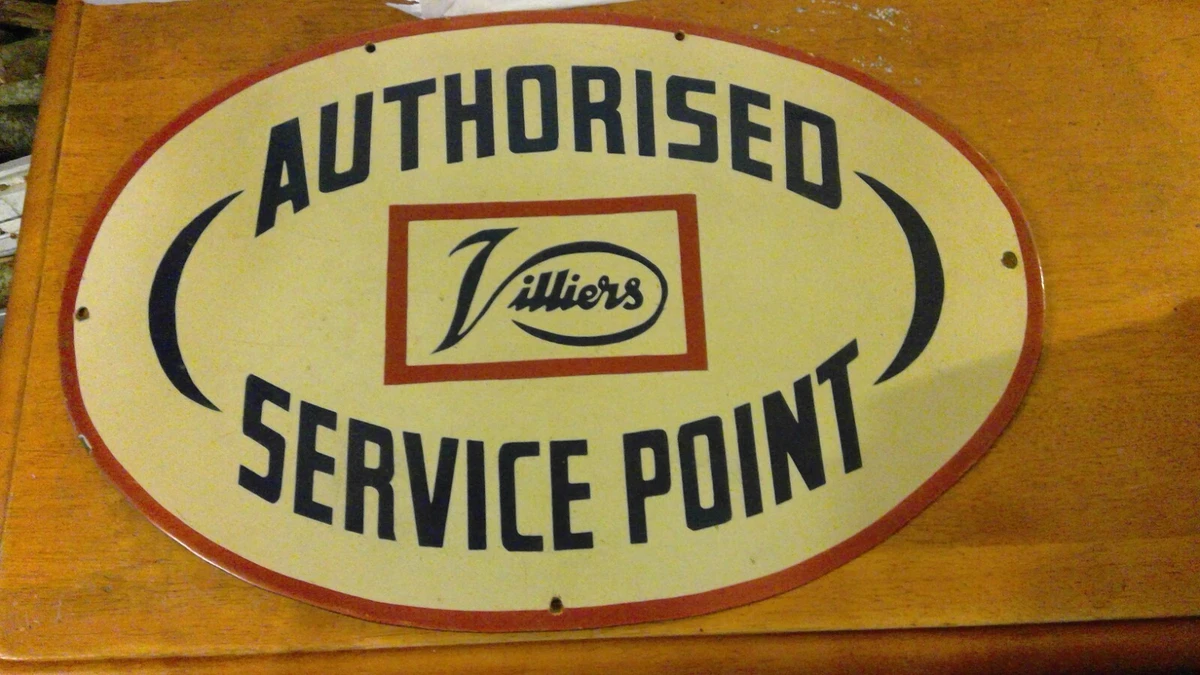 AUTHORISED
Villiers
SERVICE POINT